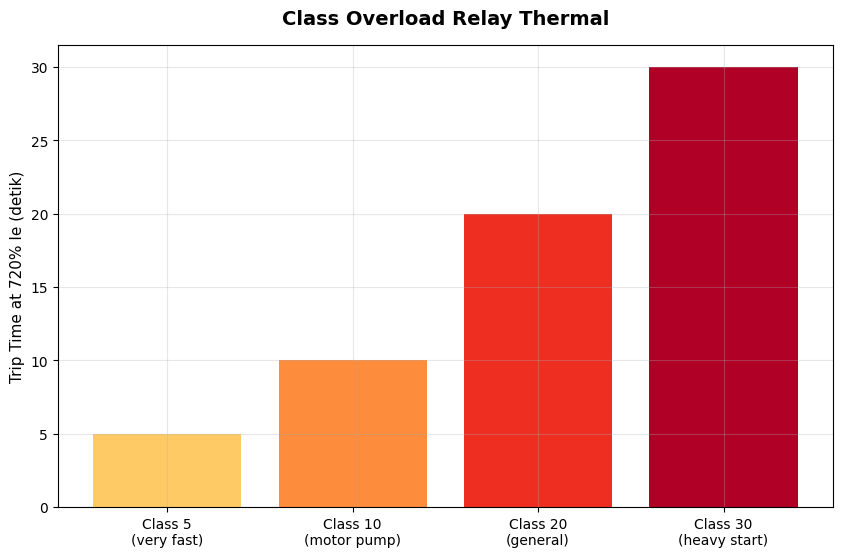 Class Overload Relay Thermal
Trip Time at 720% Ie (detik)
30
25
20
15
10
5
0
Class 5
(very fast)
Class 10
(motor pump)
Class 20
(general)
Class 30
(heavy start)